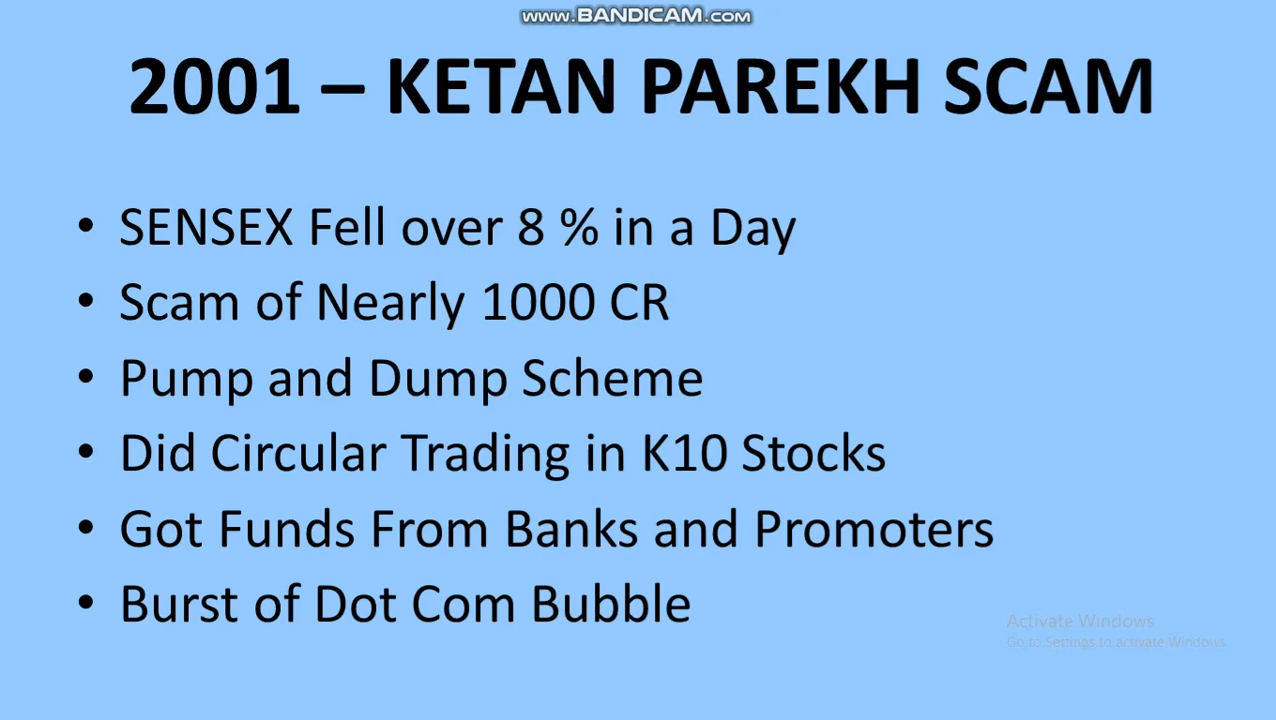 WWW.BANDICAM.COM
2001 – KETAN PAREKH SCAM
• SENSEX Fell over 8 % in a Day
• Scam of Nearly 1000 CR
• Pump and Dump Scheme
• Did Circular Trading in K10 Stocks
• Got Funds From Banks and Promoters
• Burst of Dot Com Bubble
Activate Windows
Go to Settings to activate Windows.